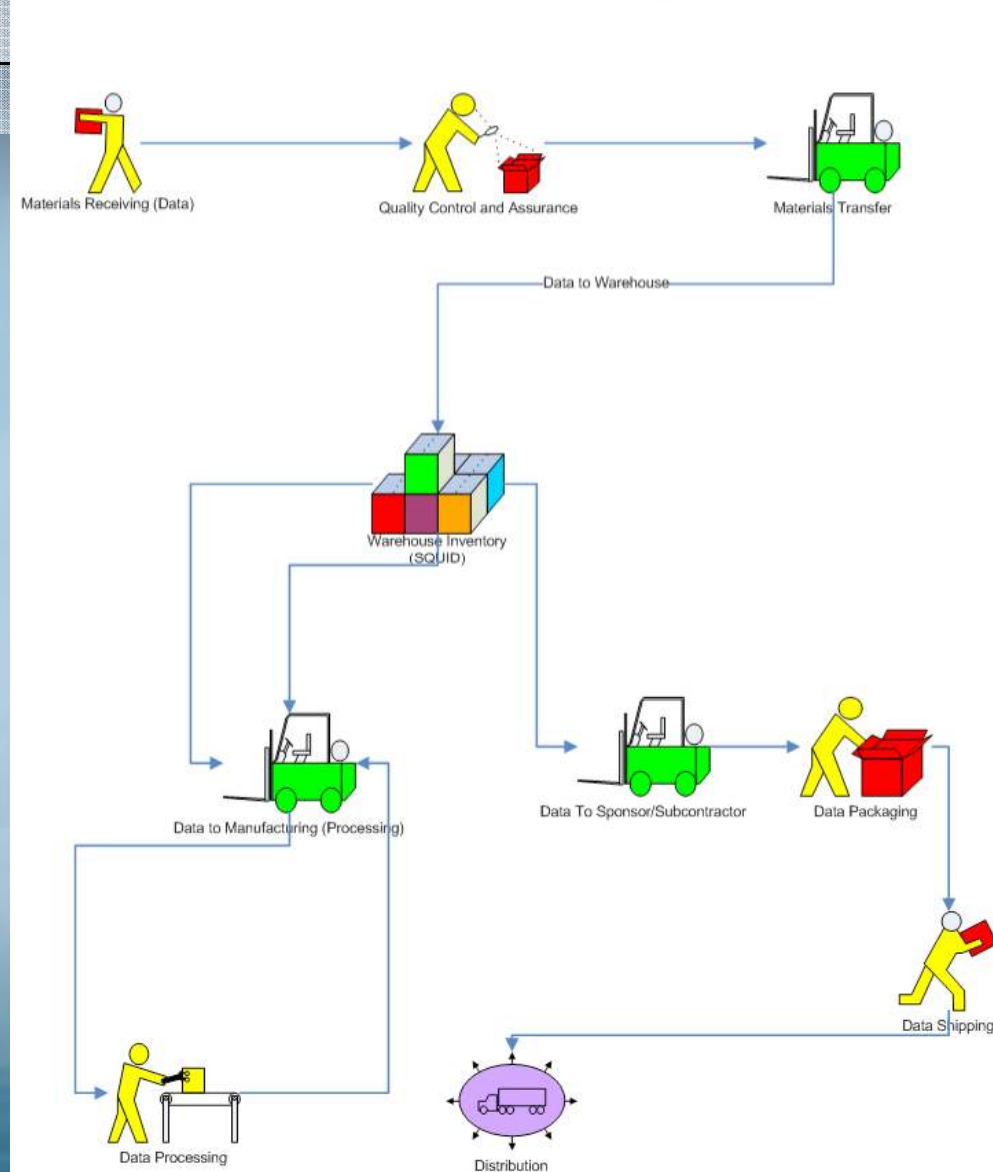 Materials Receiving (Data)
Quality Control and Assurance
Materials Transfer
Data to Warehouse
Warehouse Inventory
(SQUID)
Data to Manufacturing (Processing)
Data To Sponsor/Subcontractor
Data Packaging
Data Shipping
Data Processing
Distribution